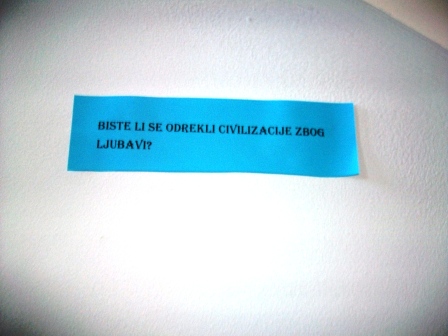 BISTE LI SE ODREKLI CIVILIZACIJE ZBOG
LJUBAVI?